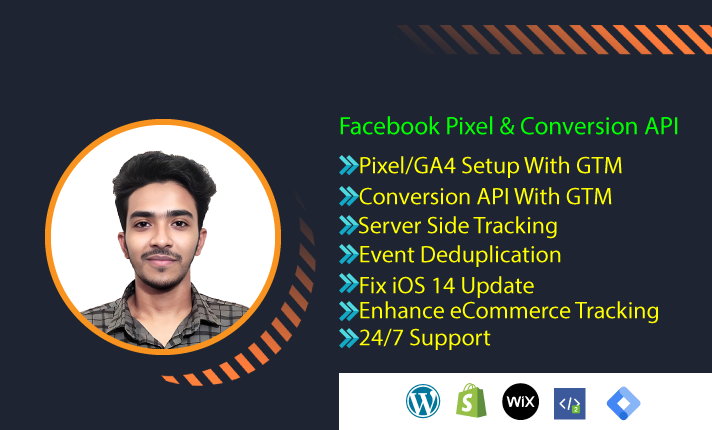 Facebook Pixel & Conversion API
Pixel/GA4 Setup With GTM
Conversion API With GTM
Server Side Tracking
Event Deduplication
Fix iOS 14 Update
Enhance eCommerce Tracking
24/7 Support
W S WiX </> 2